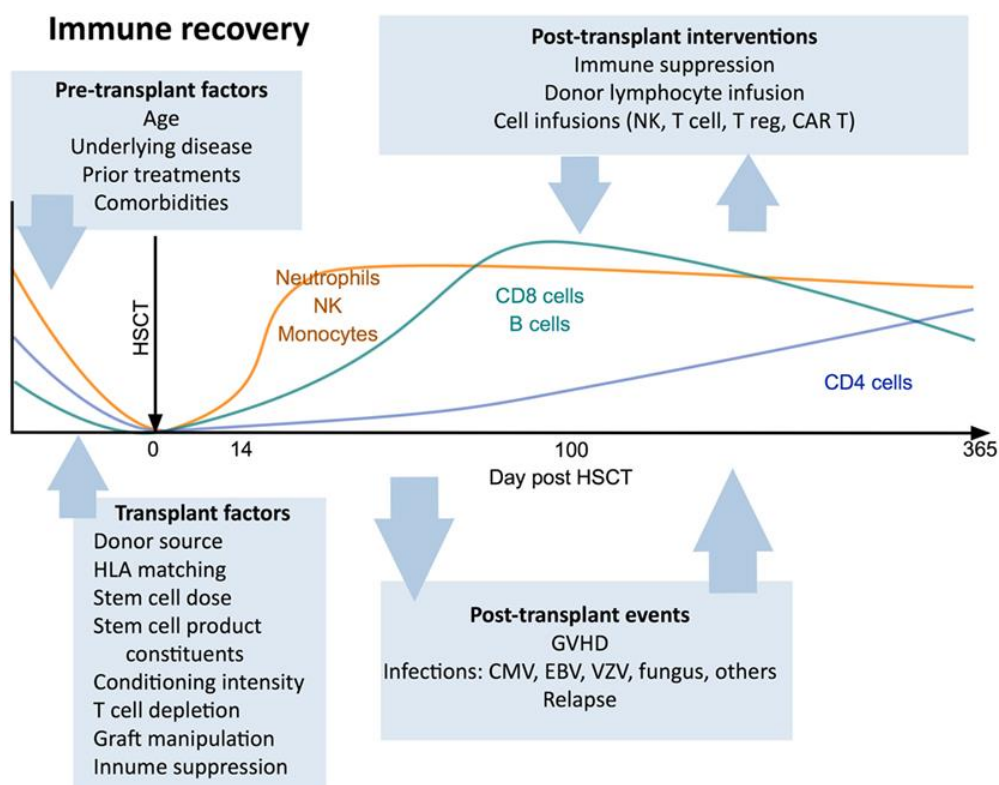 Immune recovery
Pre-transplant factors
Age
Underlying disease
Prior treatments
Comorbidities
Post-transplant interventions
Immune suppression
Donor lymphocyte infusion
Cell infusions (NK, T cell, T reg, CAR T)
HSCT
Neutrophils
NK
Monocytes
CD8 cells
B cells
CD4 cells
0
14
100
365
Day post HSCT
Transplant factors
Donor source
HLA matching
Stem cell dose
Stem cell product
constituents
Conditioning intensity
T cell depletion
Graft manipulation
Innume suppression
Post-transplant events
GVHD
Infections: CMV, EBV, VZV, fungus, others
Relapse